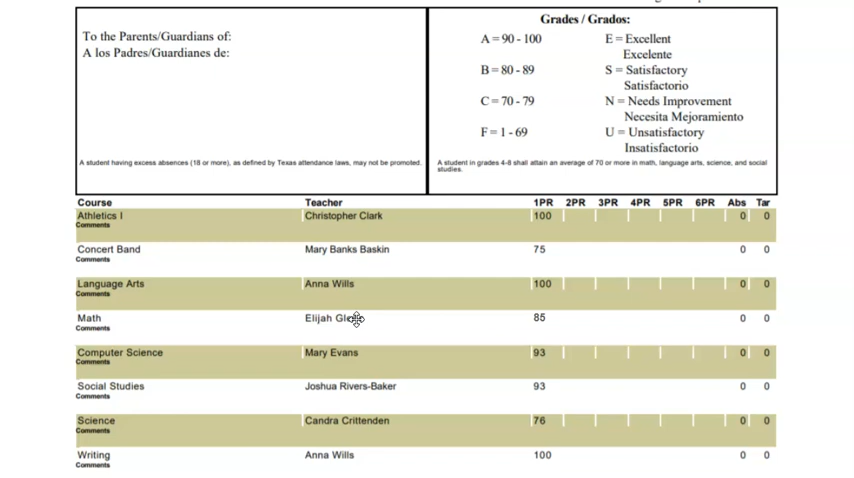 Grades / Grados:
To the Parents/Guardians of:
A los Padres/Guardianes de:
A = 90 - 100
E = Excellent
Excelente
B = 80 - 89
S = Satisfactory
Satisfactorio
C = 70 - 79
N = Needs Improvement
Necesita Mejoramiento
F = 1 - 69
U = Unsatisfactory
Insatisfactorio
A student having excess absences (18 or more), as defined by Texas attendance laws, may not be promoted.
A student in grades 4-8 shall attain an average of 70 or more in math, language arts, science, and social
studies.
Course Teacher 1PR 2PR 3PR 4PR 5PR 6PR Abs Tar
Athletics I Christopher Clark 100 0 0
Comments
Concert Band Mary Banks Baskin 75 0 0
Comments
Language Arts Anna Wills 100 0 0
Comments
Math Elijah 85 0 0
Comments
Computer Science Mary Evans 93 0 0
Comments
Social Studies Joshua Rivers-Baker 93 0 0
Comments
Science Candra Crittenden 76 0 0
Comments
Writing Anna Wills 100 0 0
Comments